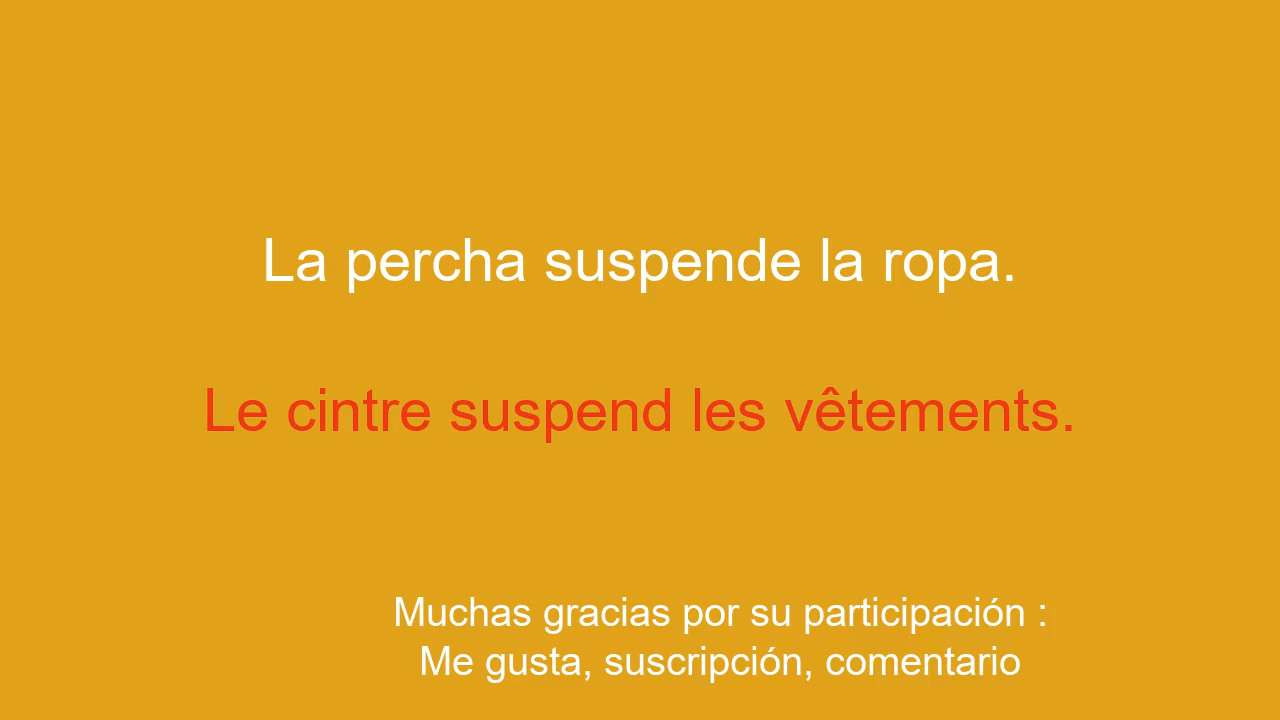 La percha suspende la ropa.
Le cintre suspend les vêtements.
Muchas gracias por su participación :
Me gusta, suscripción, comentario